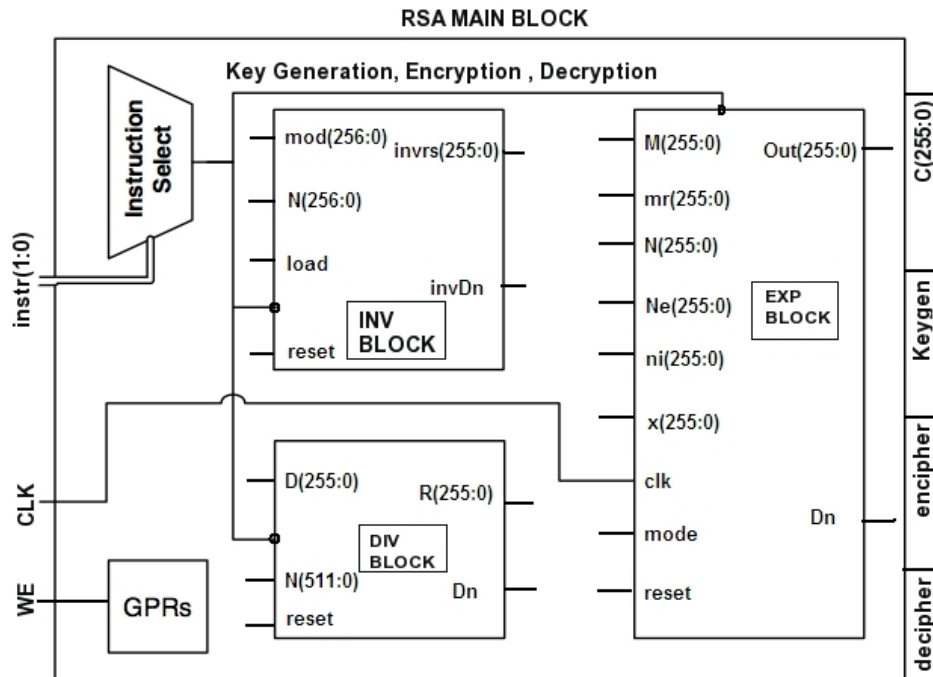 RSA MAIN BLOCK
Key Generation, Encryption , Decryption
Instruction
Select
instr(1:0)
CLK
WE
GPRs
mod(256:0)
invrs(255:0)
N(256:0)
load
invDn
INV
BLOCK
reset
D(255:0)
R(255:0)
DIV
BLOCK
N(511:0)
Dn
reset
M(255:0)
Out(255:0)
mr(255:0)
N(255:0)
Ne(255:0)
EXP
BLOCK
ni(255:0)
x(255:0)
clk
Dn
mode
reset
C(255:0)
Keygen
encipher
decipher